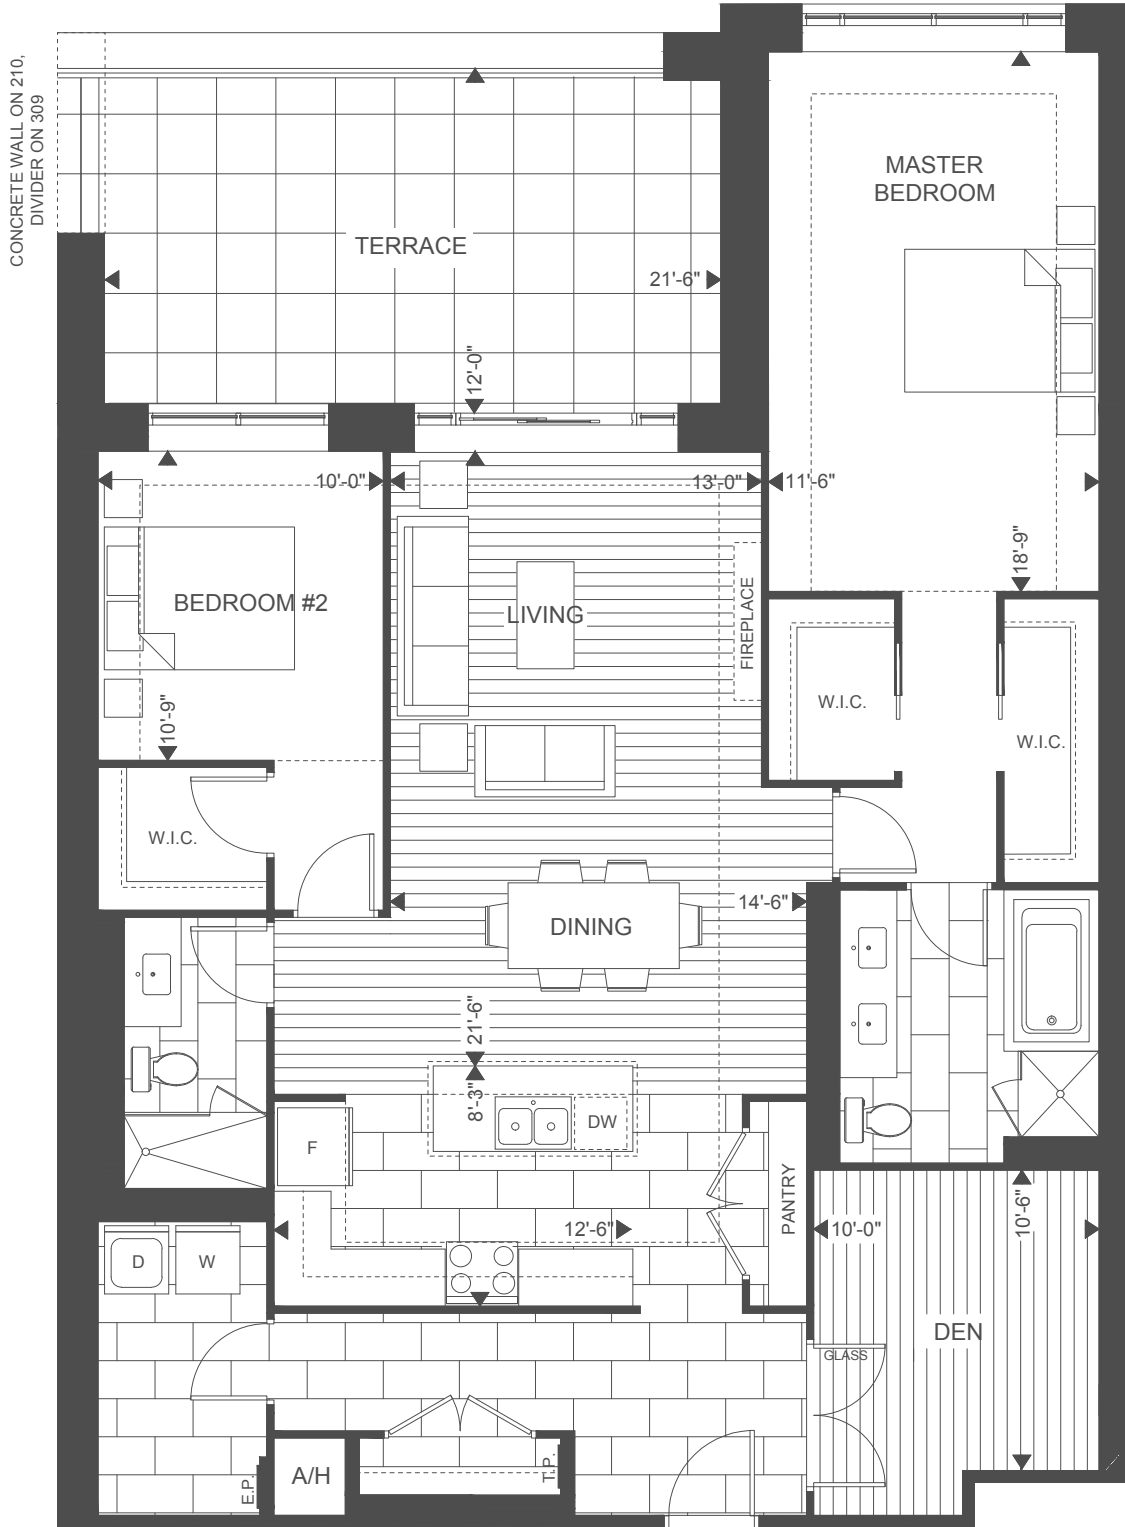 CONCRETE WALL ON 210,
DIVIDER ON 309
MASTER
BEDROOM
TERRACE
21'-6"
12'-0"
10'-0"
13'-0"
11'-6"
18'-9"
BEDROOM #2
LIVING
FIREPLACE
10'-9"
W.I.C.
W.I.C.
W.I.C.
14'-6"
DINING
21'-6"
8'-3"
DW
F
PANTRY
12'-6"
10'-0"
10'-6"
D
W
DEN
GLASS
A/H
E.P.
T.P.